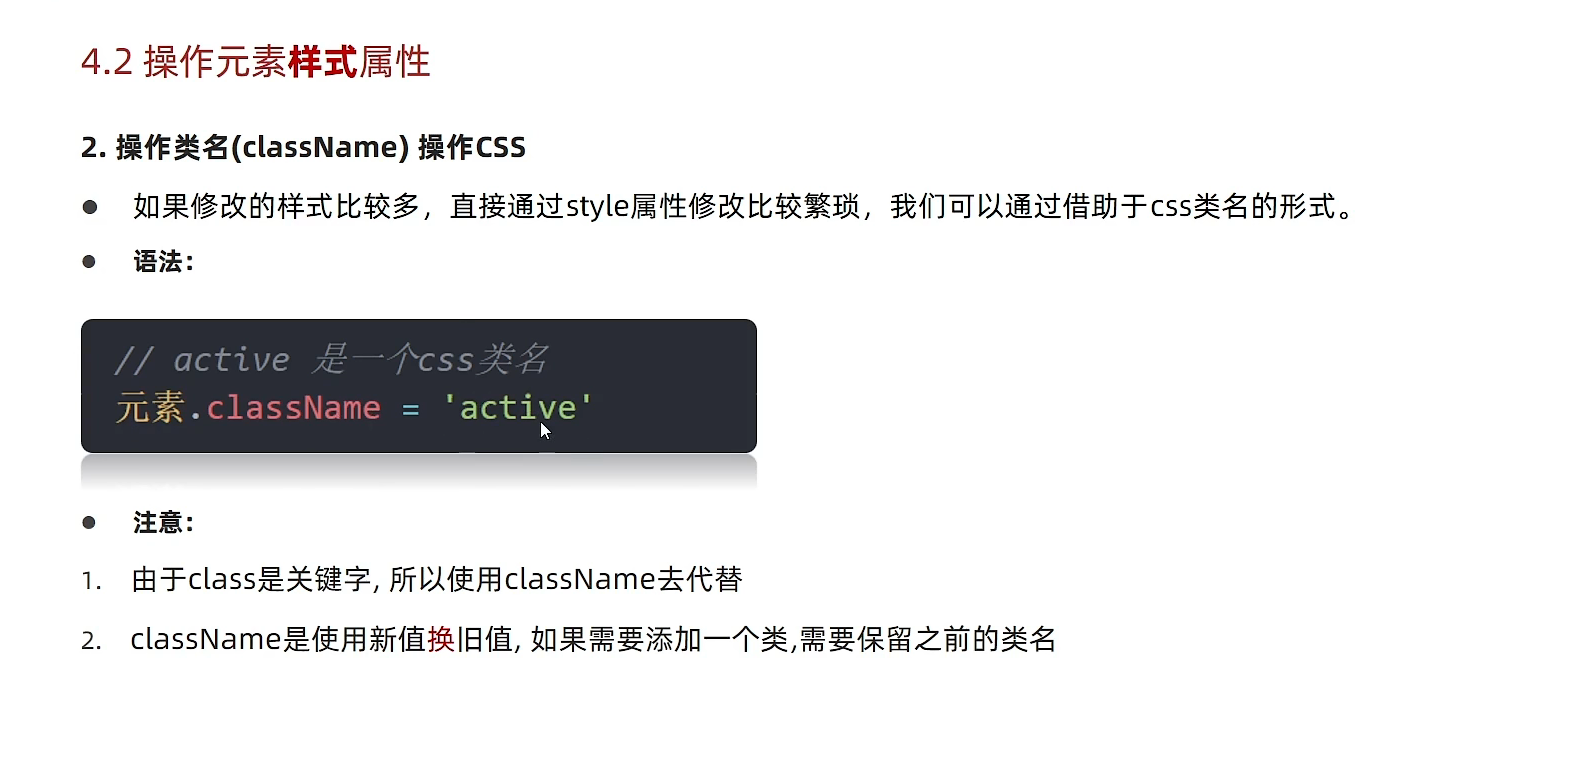 4.2 操作元素样式属性
2. 操作类名(className) 操作CSS
● 如果修改的样式比较多，直接通过style属性修改比较繁琐，我们可以通过借助于css类名的形式。
● 语法：
// active 是一个css类名
元素.className = 'active'
● 注意：
1. 由于class是关键字, 所以使用className去代替
2. className是使用新值换旧值, 如果需要添加一个类,需要保留之前的类名